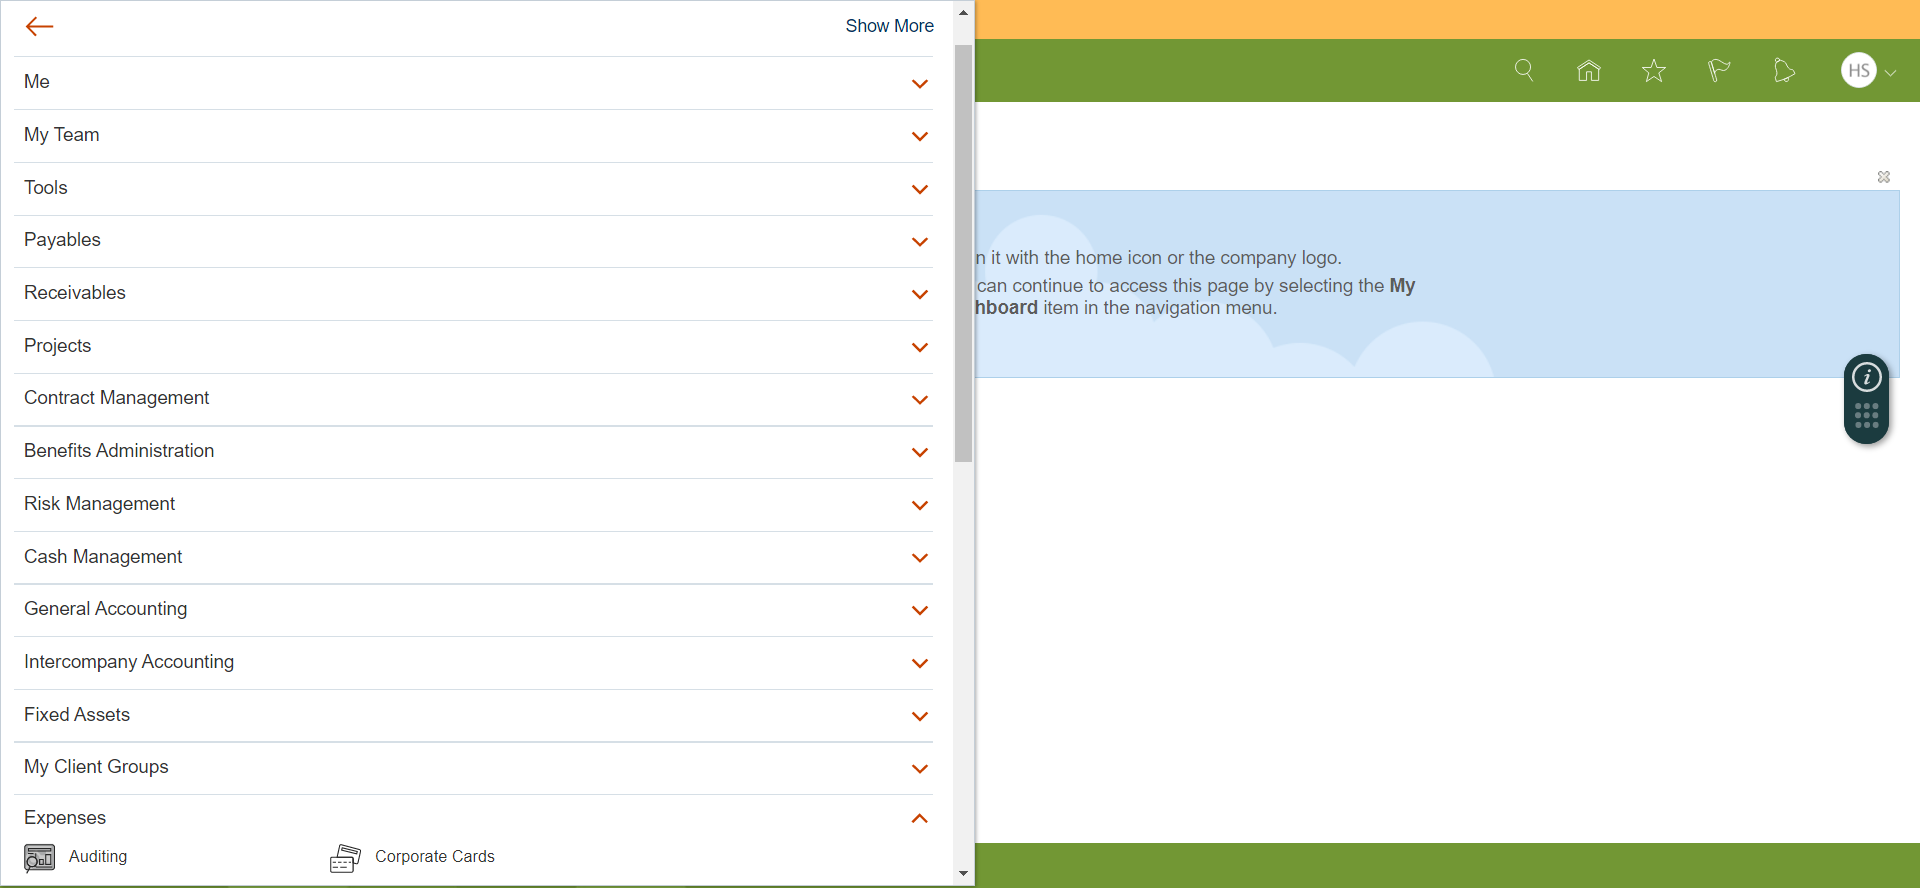 Show More
Me
My Team
Tools
Payables
Receivables
Projects
Contract Management
Benefits Administration
Risk Management
Cash Management
General Accounting
Intercompany Accounting
Fixed Assets
My Client Groups
Expenses
Auditing Corporate Cards
HS
n it with the home icon or the company logo.
can continue to access this page by selecting the My
hboard item in the navigation menu.
i